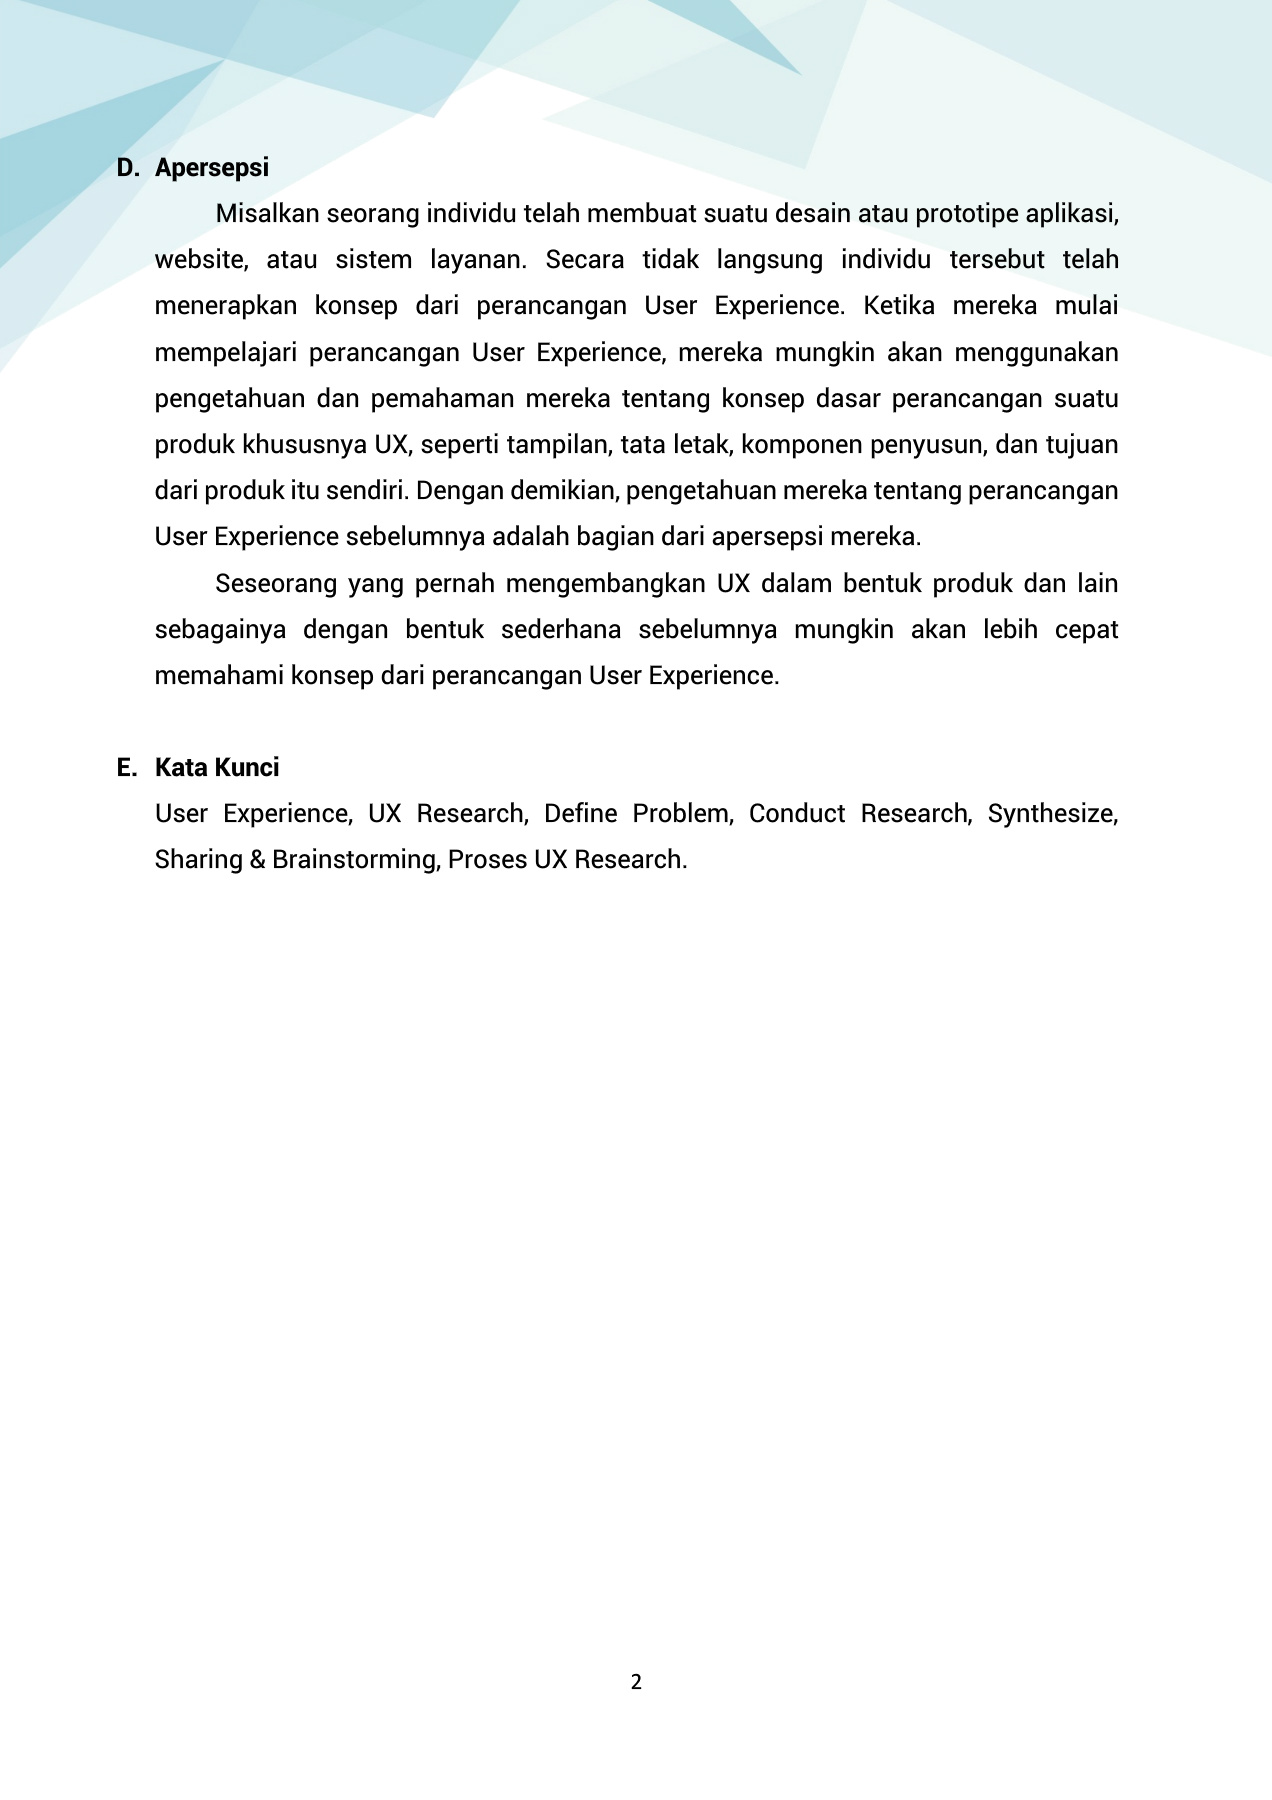 D. Apersepsi
Misalkan seorang individu telah membuat suatu desain atau prototipe aplikasi,
website, atau sistem layanan. Secara tidak langsung individu tersebut telah
menerapkan konsep dari perancangan User Experience. Ketika mereka mulai
mempelajari perancangan User Experience, mereka mungkin akan menggunakan
pengetahuan dan pemahaman mereka tentang konsep dasar perancangan suatu
produk khususnya UX, seperti tampilan, tata letak, komponen penyusun, dan tujuan
dari produk itu sendiri. Dengan demikian, pengetahuan mereka tentang perancangan
User Experience sebelumnya adalah bagian dari apersepsi mereka.
Seseorang yang pernah mengembangkan UX dalam bentuk produk dan lain
sebagainya dengan bentuk sederhana sebelumnya mungkin akan lebih cepat
memahami konsep dari perancangan User Experience.
E. Kata Kunci
User Experience, UX Research, Define Problem, Conduct Research, Synthesize,
Sharing & Brainstorming, Proses UX Research.
2